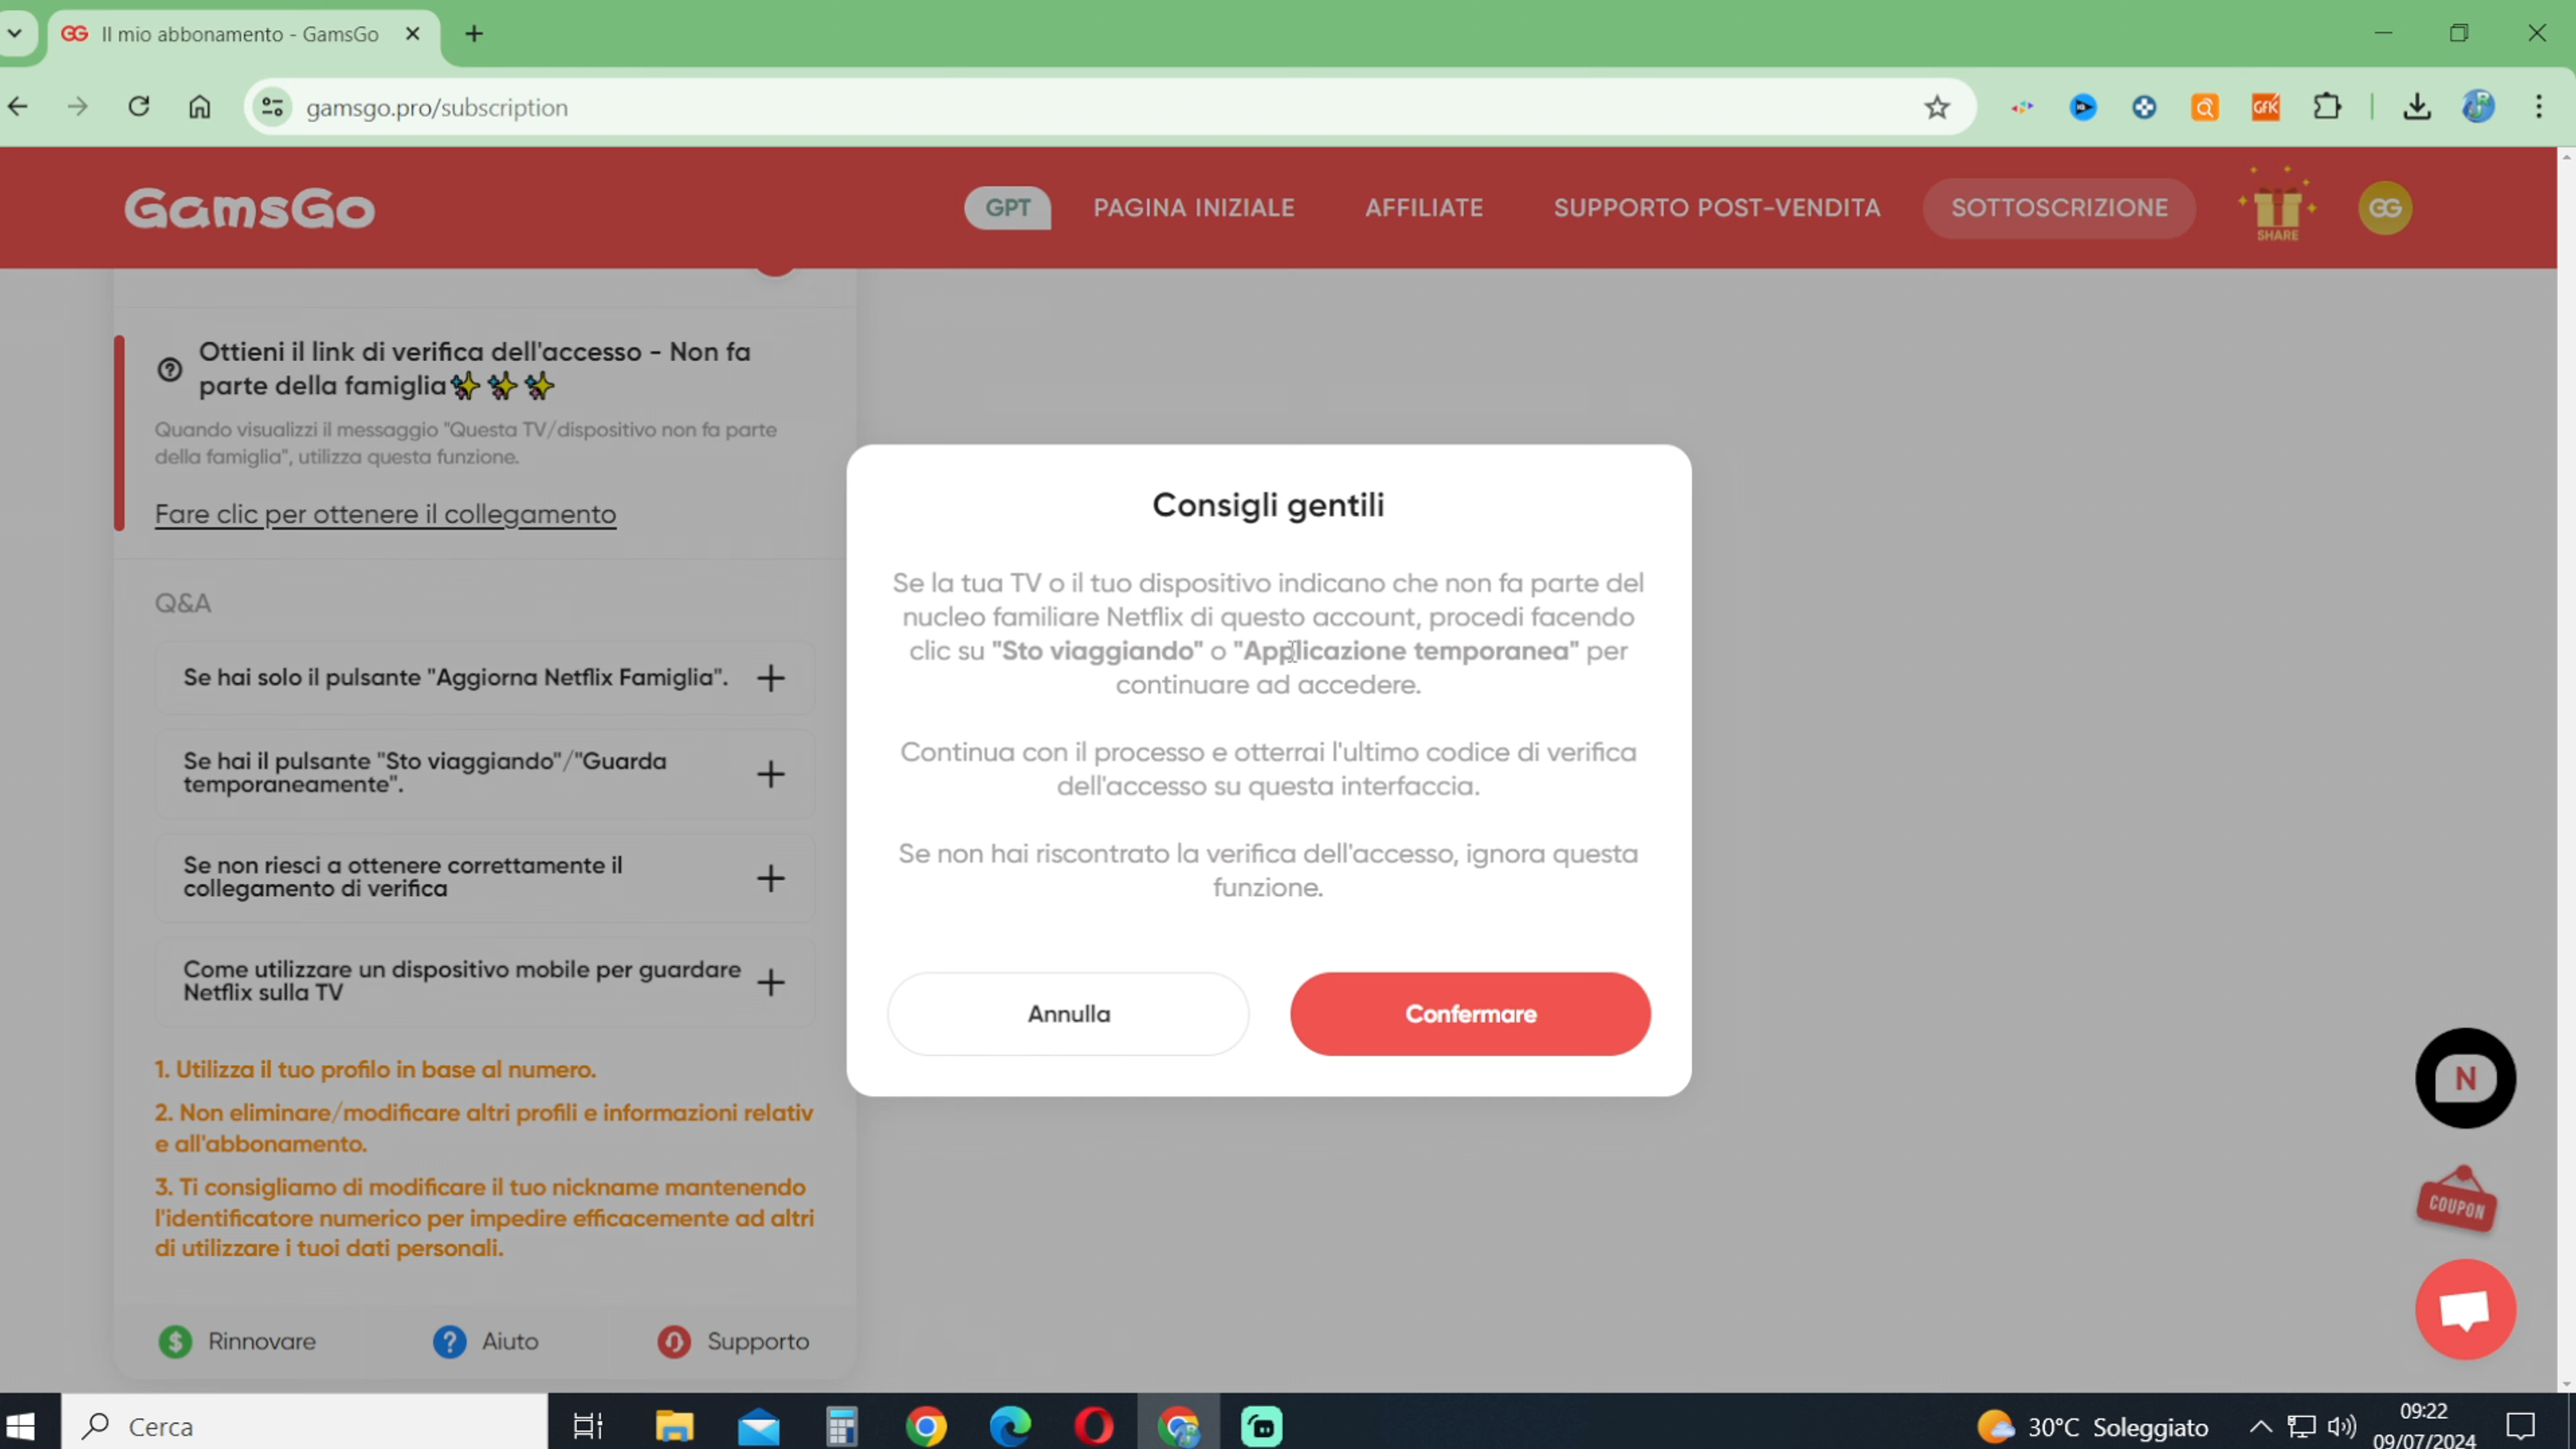 Il mio abbonamento - GamsGo
gamsgo.pro/subscription
GFK
GamsGo
GPT
PAGINA INIZIALE
AFFILIATE
SUPPORTO POST-VENDITA
SOTTOSCRIZIONE
SHARE
GG
Ottieni il link di verifica dell'accesso - Non fa
parte della famiglia✨✨✨
Quando visualizzi il messaggio "Questa TV/dispositivo non fa parte
della famiglia", utilizza questa funzione.
Fare clic per ottenere il collegamento
Q&A
Se hai solo il pulsante "Aggiorna Netflix Famiglia".
Se hai il pulsante "Sto viaggiando"/"Guarda
temporaneamente".
Se non riesci a ottenere correttamente il
collegamento di verifica
Come utilizzare un dispositivo mobile per guardare
Netflix sulla TV
1. Utilizza il tuo profilo in base al numero.
2. Non eliminare/modificare altri profili e informazioni relativ
e all'abbonamento.
3. Ti consigliamo di modificare il tuo nickname mantenendo
l'identificatore numerico per impedire efficacemente ad altri
di utilizzare i tuoi dati personali.
Rinnovare
Aiuto
Supporto
Consigli gentili
Se la tua TV o il tuo dispositivo indicano che non fa parte del
nucleo familiare Netflix di questo account, procedi facendo
clic su "Sto viaggiando" o "Applicazione temporanea" per
continuare ad accedere.
Continua con il processo e otterrai l'ultimo codice di verifica
dell'accesso su questa interfaccia.
Se non hai riscontrato la verifica dell'accesso, ignora questa
funzione.
Annulla
Confermare
N
COUPON
Cerca
30°C Soleggiato
09:22
09/07/2024